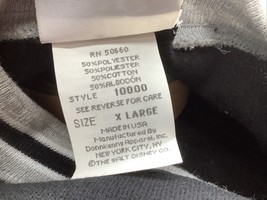 RN 50660
50%POLYESTER
50%POLYESTER
50%COTTON
50%ALGODÓN
STYLE 10000
SEE REVERSE FOR CARE
SIZE X LARGE
MADE IN USA
Manufactured By
Donnkenny Apparel, Inc.
NEW YORK CITY, NY
©THE WALT DISNEY CO.